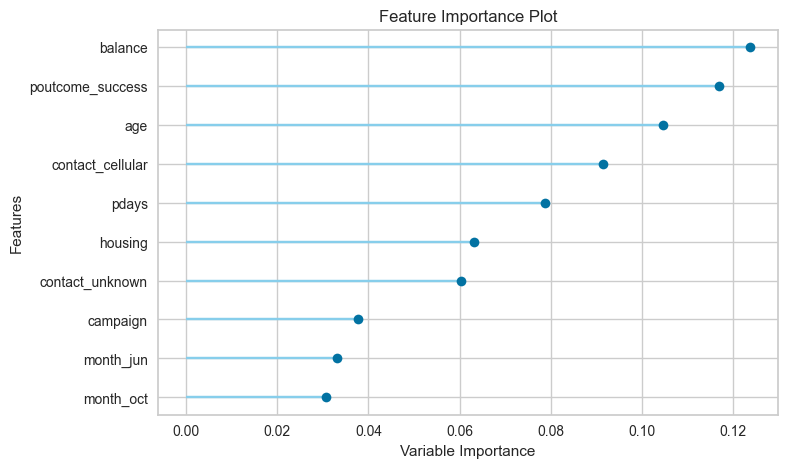 Feature Importance Plot
balance
poutcome_success
age
contact_cellular
pdays
housing
contact_unknown
campaign
month_jun
month_oct
Features
0.00 0.02 0.04 0.06 0.08 0.10 0.12
Variable Importance